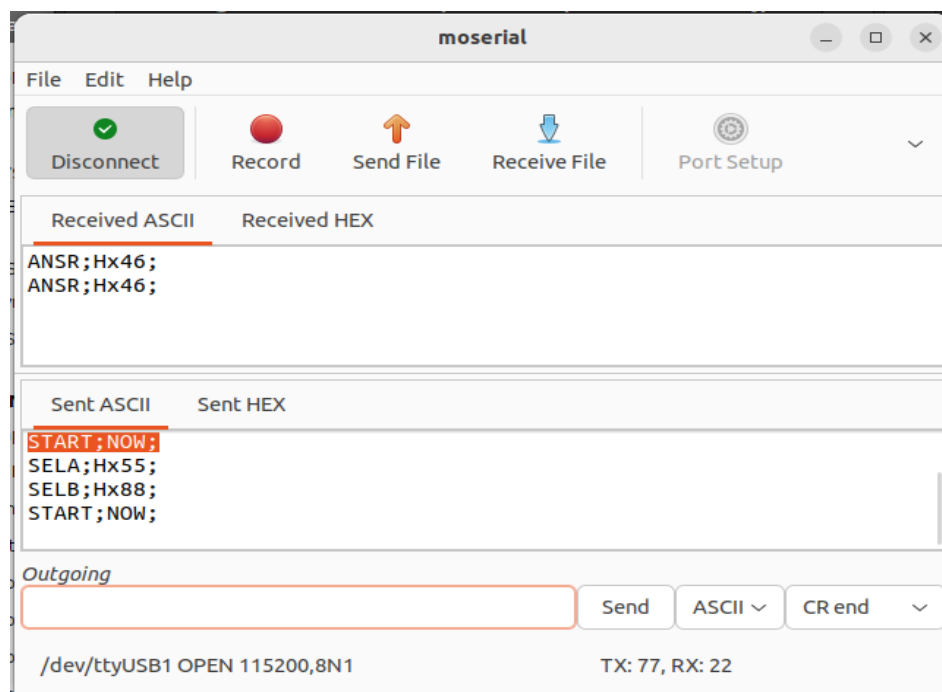 moserial
File Edit Help
Disconnect Record Send File Receive File Port Setup
Received ASCII Received HEX
ANSR;Hx46;
ANSR;Hx46;
Sent ASCII Sent HEX
START;NOW;
SELA;Hx55;
SELB;Hx88;
START;NOW;
Outgoing
Send ASCII CR end
/dev/ttyUSB1 OPEN 115200,8N1 TX: 77, RX: 22